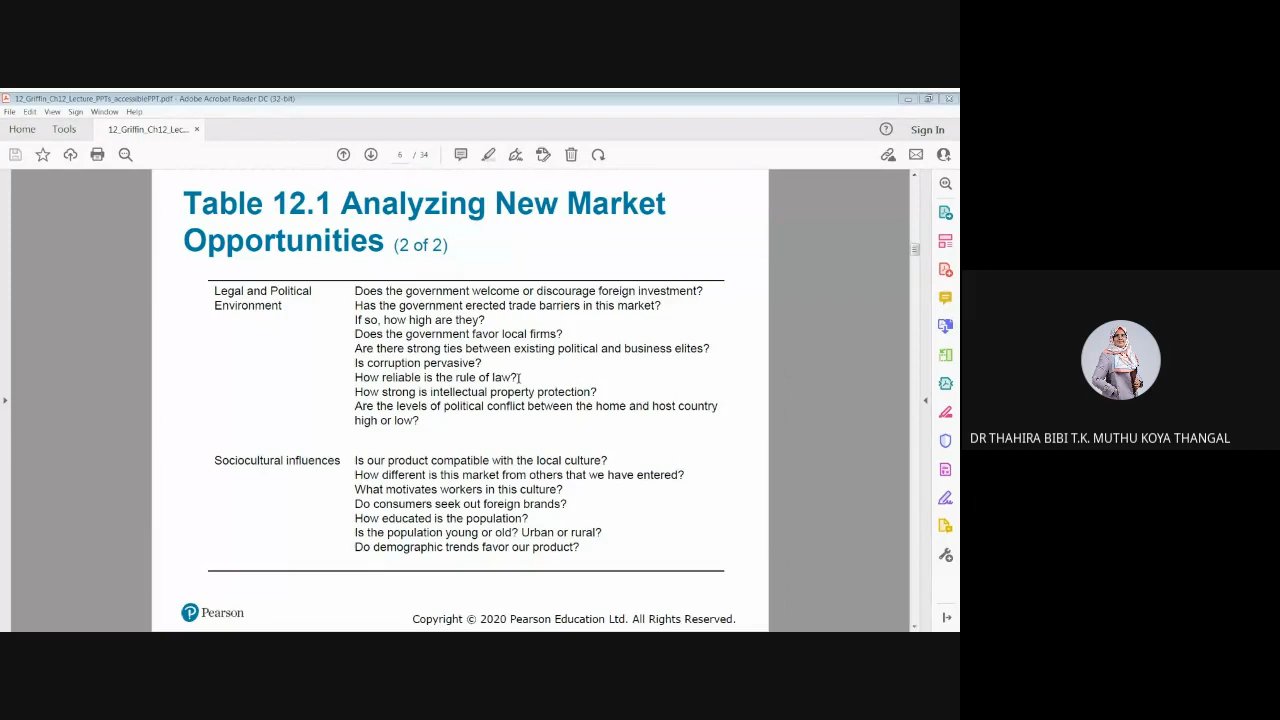 12_Griffin_Ch12_Lecture_PPTs_accessiblePPT.pdf - Adobe Acrobat Reader DC (32-bit)
File Edit View Sign Window Help
Home Tools 12_Griffin_Ch12_Lec... × Sign In
6 / 34
Table 12.1 Analyzing New Market
Opportunities (2 of 2)
Legal and Political Does the government welcome or discourage foreign investment?
Environment Has the government erected trade barriers in this market?
If so, how high are they?
Does the government favor local firms?
Are there strong ties between existing political and business elites?
Is corruption pervasive?
How reliable is the rule of law?
How strong is intellectual property protection?
Are the levels of political conflict between the home and host country
high or low?
Sociocultural influences Is our product compatible with the local culture?
How different is this market from others that we have entered?
What motivates workers in this culture?
Do consumers seek out foreign brands?
How educated is the population?
Is the population young or old? Urban or rural?
Do demographic trends favor our product?
P Pearson
Copyright © 2020 Pearson Education Ltd. All Rights Reserved.
DR THAHIRA BIBI T.K. MUTHU KOYA THANGAL